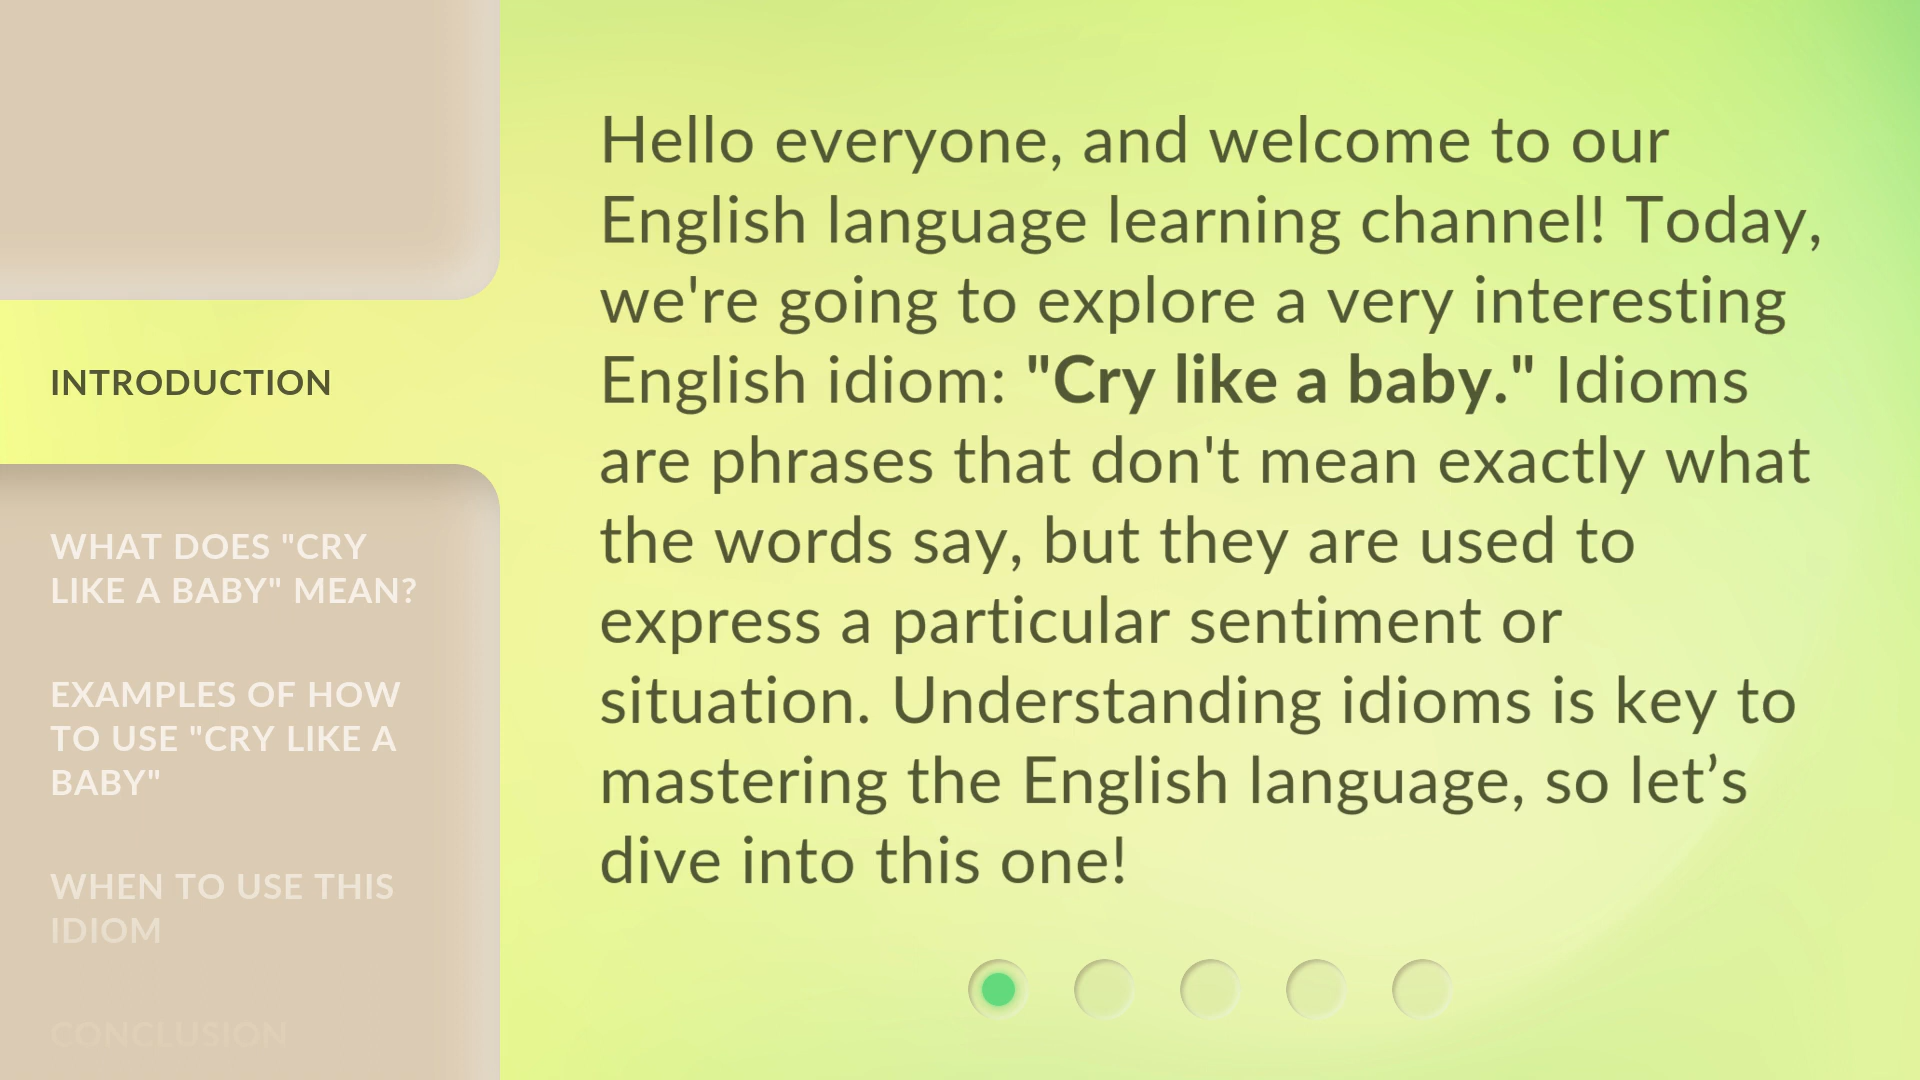 INTRODUCTION
WHAT DOES "CRY
LIKE A BABY" MEAN?
EXAMPLES OF HOW
TO USE "CRY LIKE A
BABY"
WHEN TO USE THIS
IDIOM
CONCLUSION
Hello everyone, and welcome to our
English language learning channel! Today,
we're going to explore a very interesting
English idiom: "Cry like a baby." Idioms
are phrases that don't mean exactly what
the words say, but they are used to
express a particular sentiment or
situation. Understanding idioms is key to
mastering the English language, so let’s
dive into this one!